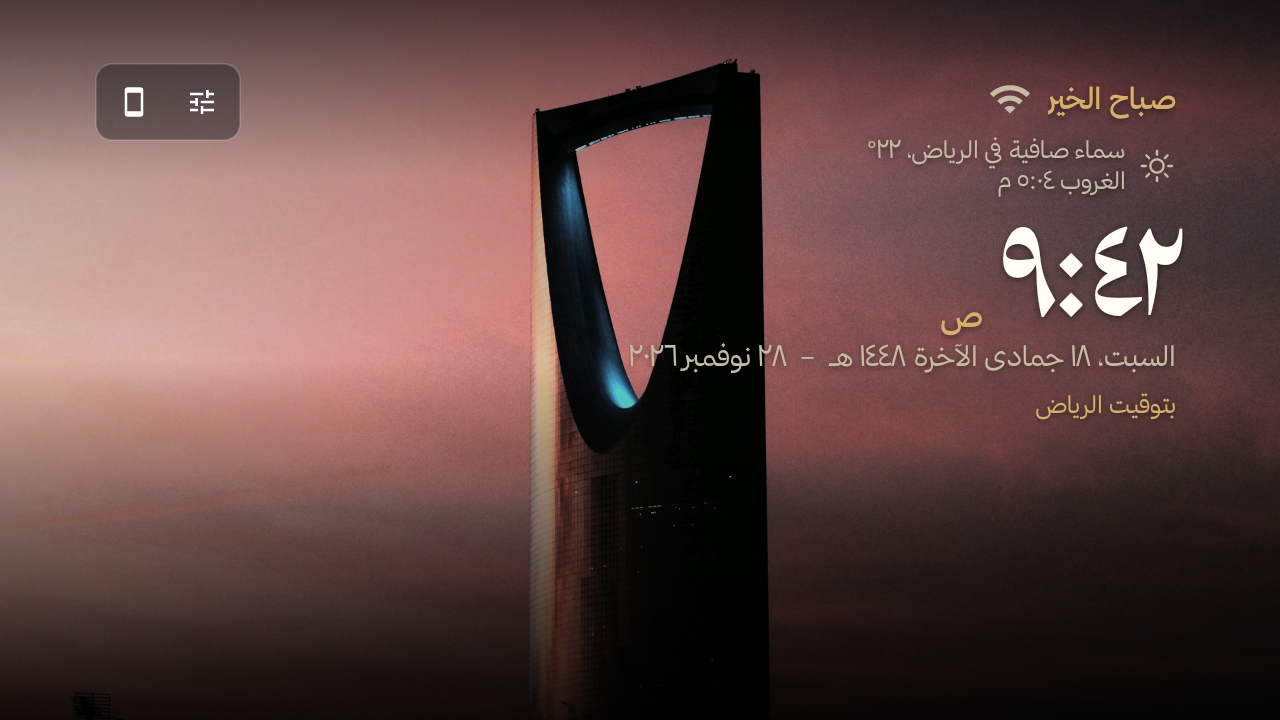 صباح الخير
سماء صافية في الرياض، ٢٢°
الغروب ٥:٠٤ م
٩:٤٢ ص
السبت، ١٨ جمادى الآخرة ١٤٤٨ هـ – ٢٨ نوفمبر ٢٠٢٦
بتوقيت الرياض